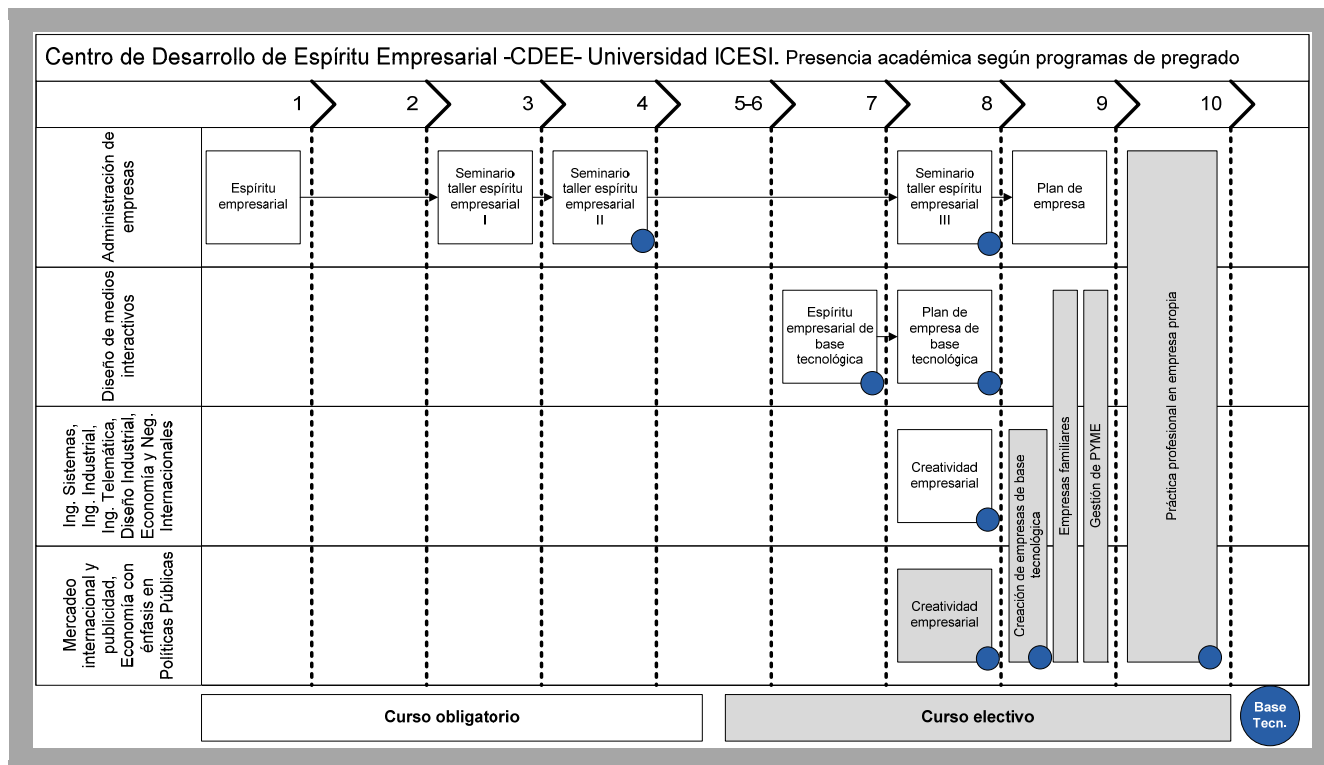 Centro de Desarrollo de Espíritu Empresarial -CDEE- Universidad ICESI. Presencia académica según programas de pregrado
1
2
3
4
5-6
7
8
9
10
Administración de
empresas
Espíritu
empresarial
Seminario
taller espíritu
empresarial
I
Seminario
taller espíritu
empresarial
II
Seminario
taller espíritu
empresarial
III
Plan de
empresa
Diseño de medios
interactivos
Espíritu
empresarial de
base
tecnológica
Plan de
empresa de
base
tecnológica
Ing. Sistemas,
Ing. Industrial,
Ing. Telemática,
Diseño Industrial,
Economía y Neg.
Internacionales
Creatividad
empresarial
Mercadeo
internacional y
publicidad,
Economía con
énfasis en
Políticas Públicas
Creatividad
empresarial
Creación de empresas de base
tecnológica
Empresas familiares
Gestión de PYME
Práctica profesional en empresa propia
Curso obligatorio
Curso electivo
Base
Tecn.